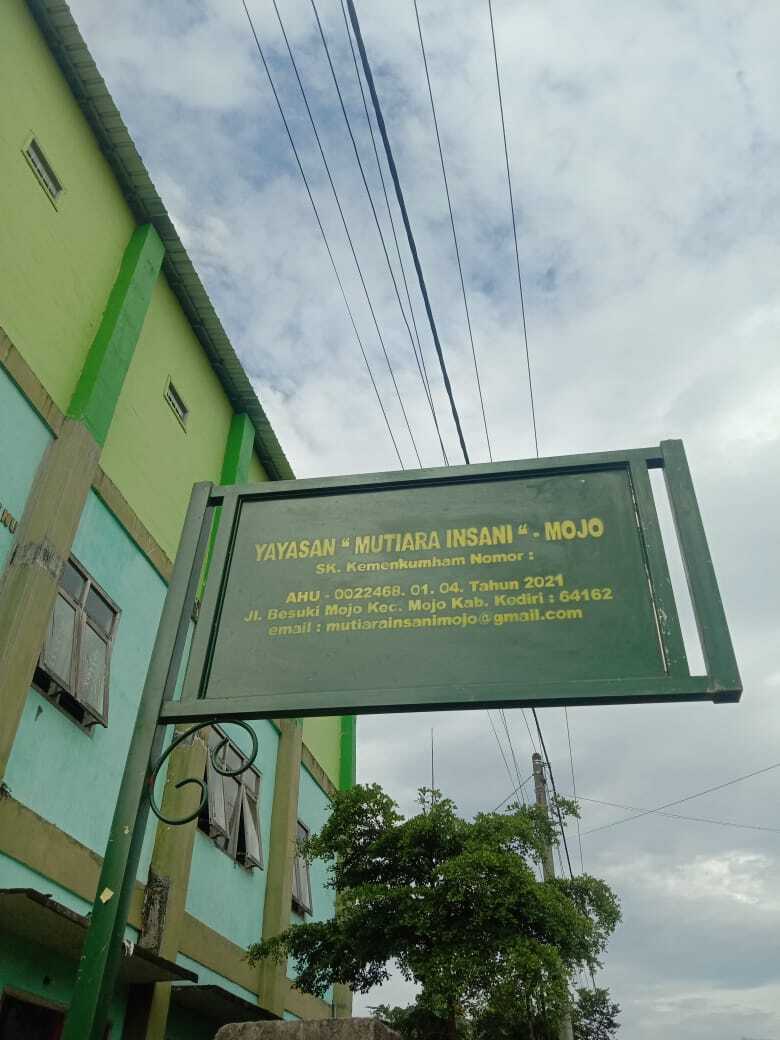 YAYASAN “ MUTIARA INSANI “ - MOJO
SK. Kemenkumham Nomor :
AHU - 0022468. 01. 04. Tahun 2021
Jl. Besuki Mojo Kec. Mojo Kab. Kediri : 64162
email : mutiarainsanimojo@gmail.com